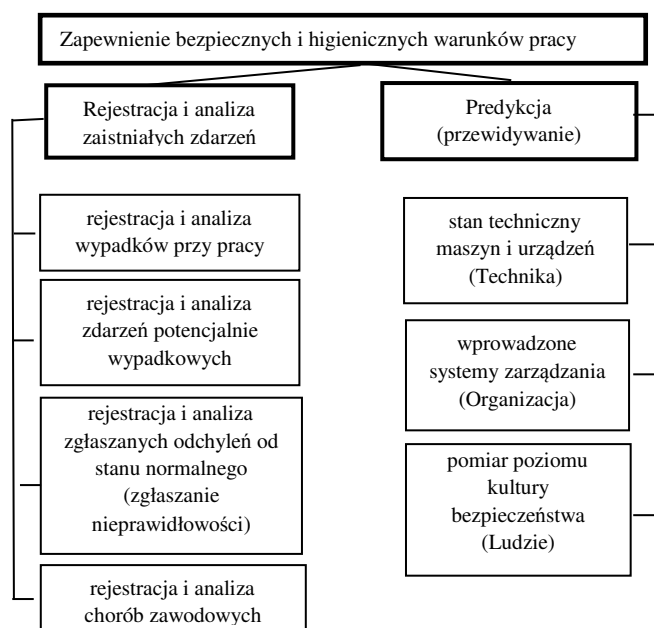 Zapewnienie bezpiecznych i higienicznych warunków pracy
Rejestracja i analiza
zaistniałych zdarzeń
rejestracja i analiza
wypadków przy pracy
rejestracja i analiza
zdarzeń potencjalnie
wypadkowych
rejestracja i analiza
zgłaszanych odchyleń od
stanu normalnego
(zgłaszanie
nieprawidłowości)
rejestracja i analiza
chorób zawodowych
Predykcja
(przewidywanie)
stan techniczny
maszyn i urządzeń
(Technika)
wprowadzone
systemy zarządzania
(Organizacja)
pomiar poziomu
kultury
bezpieczeństwa
(Ludzie)